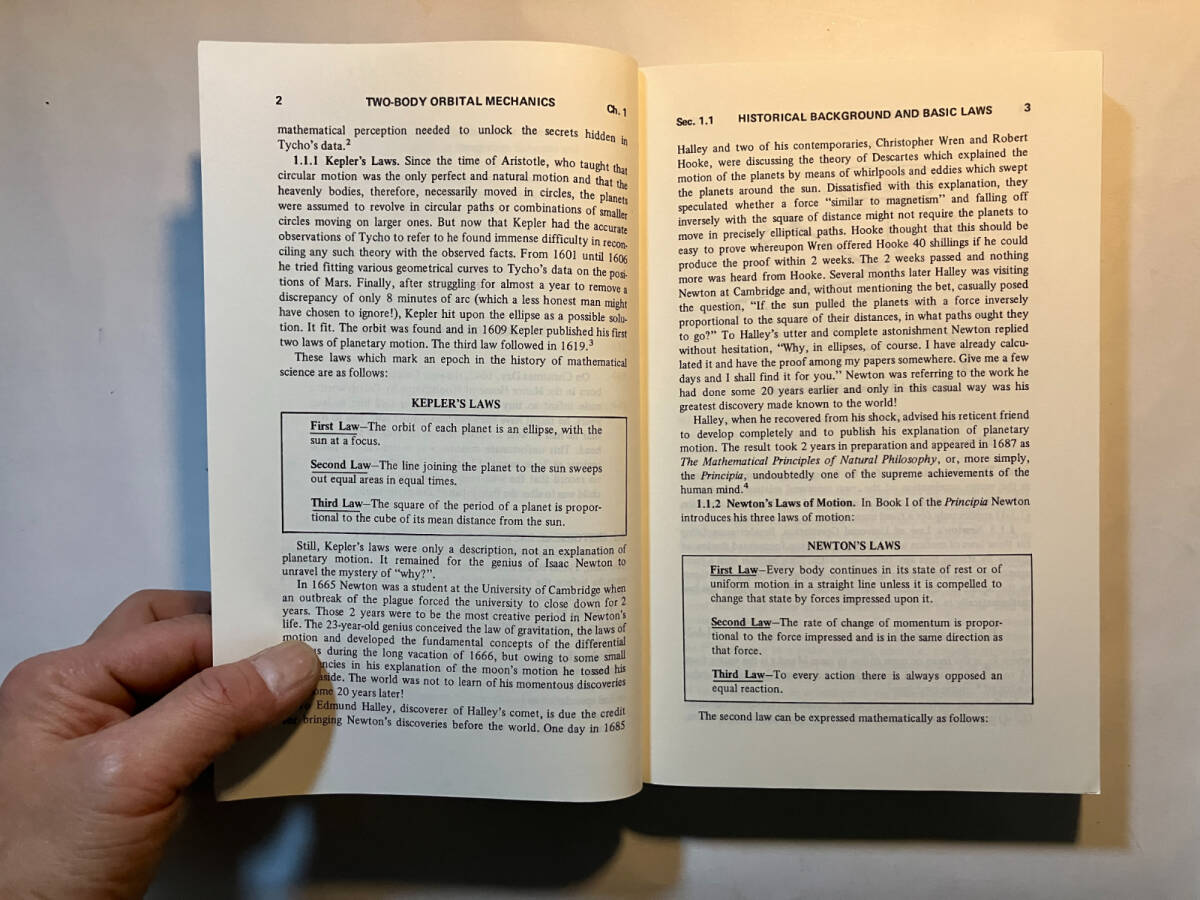 2 TWO-BODY ORBITAL MECHANICS Ch. 1
mathematical perception needed to unlock the secrets hidden in
Tycho's data.2
1.1.1 Kepler's Laws. Since the time of Aristotle, who taught that
circular motion was the only perfect and natural motion and that the
heavenly bodies, therefore, necessarily moved in circles, the planets
were assumed to revolve in circular paths or combinations of smaller
circles moving on larger ones. But now that Kepler had the accurate
observations of Tycho to refer to he found immense difficulty in recon-
ciling any such theory with the observed facts. From 1601 until 1606
he tried fitting various geometrical curves to Tycho's data on the posi-
tions of Mars. Finally, after struggling for almost a year to remove a
discrepancy of only 8 minutes of arc (which a less honest man might
have chosen to ignore!), Kepler hit upon the ellipse as a possible solu-
tion. It fit. The orbit was found and in 1609 Kepler published his first
two laws of planetary motion. The third law followed in 1619.3
These laws which mark an epoch in the history of mathematical
science are as follows:
KEPLER'S LAWS
First Law—The orbit of each planet is an ellipse, with the
sun at a focus.
Second Law—The line joining the planet to the sun sweeps
out equal areas in equal times.
Third Law—The square of the period of a planet is propor-
tional to the cube of its mean distance from the sun.
Still, Kepler's laws were only a description, not an explanation of
planetary motion. It remained for the genius of Isaac Newton to
unravel the mystery of "why?".
In 1665 Newton was a student at the University of Cambridge when
an outbreak of the plague forced the university to close down for 2
years. Those 2 years were to be the most creative period in Newton's
life. The 23-year-old genius conceived the law of gravitation, the laws of
motion and developed the fundamental concepts of the differential
during the long vacation of 1666, but owing to some small
in his explanation of the moon's motion he tossed his
aside. The world was not to learn of his momentous discoveries
20 years later!
Edmund Halley, discoverer of Halley's comet, is due the credit
bringing Newton's discoveries before the world. One day in 1685
Sec. 1.1 HISTORICAL BACKGROUND AND BASIC LAWS 3
Halley and two of his contemporaries, Christopher Wren and Robert
Hooke, were discussing the theory of Descartes which explained the
motion of the planets by means of whirlpools and eddies which swept
the planets around the sun. Dissatisfied with this explanation, they
speculated whether a force "similar to magnetism" and falling off
inversely with the square of distance might not require the planets to
move in precisely elliptical paths. Hooke thought that this should be
easy to prove whereupon Wren offered Hooke 40 shillings if he could
produce the proof within 2 weeks. The 2 weeks passed and nothing
more was heard from Hooke. Several months later Halley was visiting
Newton at Cambridge and, without mentioning the bet, casually posed
the question, "If the sun pulled the planets with a force inversely
proportional to the square of their distances, in what paths ought they
to go?" To Halley's utter and complete astonishment Newton replied
without hesitation, "Why, in ellipses, of course. I have already calcu-
lated it and have the proof among my papers somewhere. Give me a few
days and I shall find it for you." Newton was referring to the work he
had done some 20 years earlier and only in this casual way was his
greatest discovery made known to the world!
Halley, when he recovered from his shock, advised his reticent friend
to develop completely and to publish his explanation of planetary
motion. The result took 2 years in preparation and appeared in 1687 as
The Mathematical Principles of Natural Philosophy, or, more simply,
the Principia, undoubtedly one of the supreme achievements of the
human mind.4
1.1.2 Newton's Laws of Motion. In Book I of the Principia Newton
introduces his three laws of motion:
NEWTON'S LAWS
First Law—Every body continues in its state of rest or of
uniform motion in a straight line unless it is compelled to
change that state by forces impressed upon it.
Second Law—The rate of change of momentum is propor-
tional to the force impressed and is in the same direction as
that force.
Third Law—To every action there is always opposed an
equal reaction.
The second law can be expressed mathematically as follows: